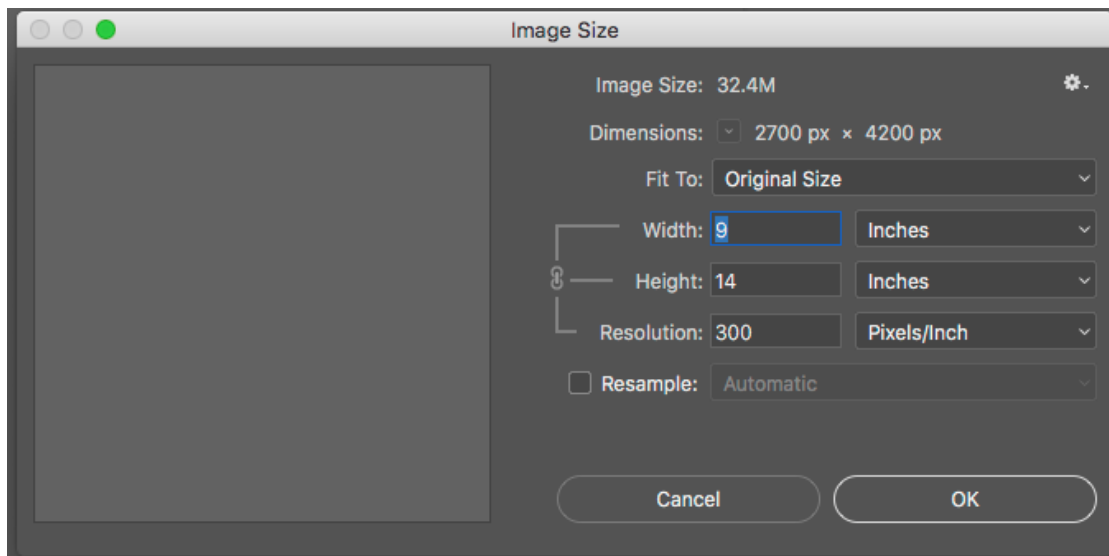 Image Size
Image Size: 32.4M
Dimensions: 2700 px × 4200 px
Fit To: Original Size
Width: 9 Inches
Height: 14 Inches
Resolution: 300 Pixels/Inch
Resample: Automatic
Cancel OK